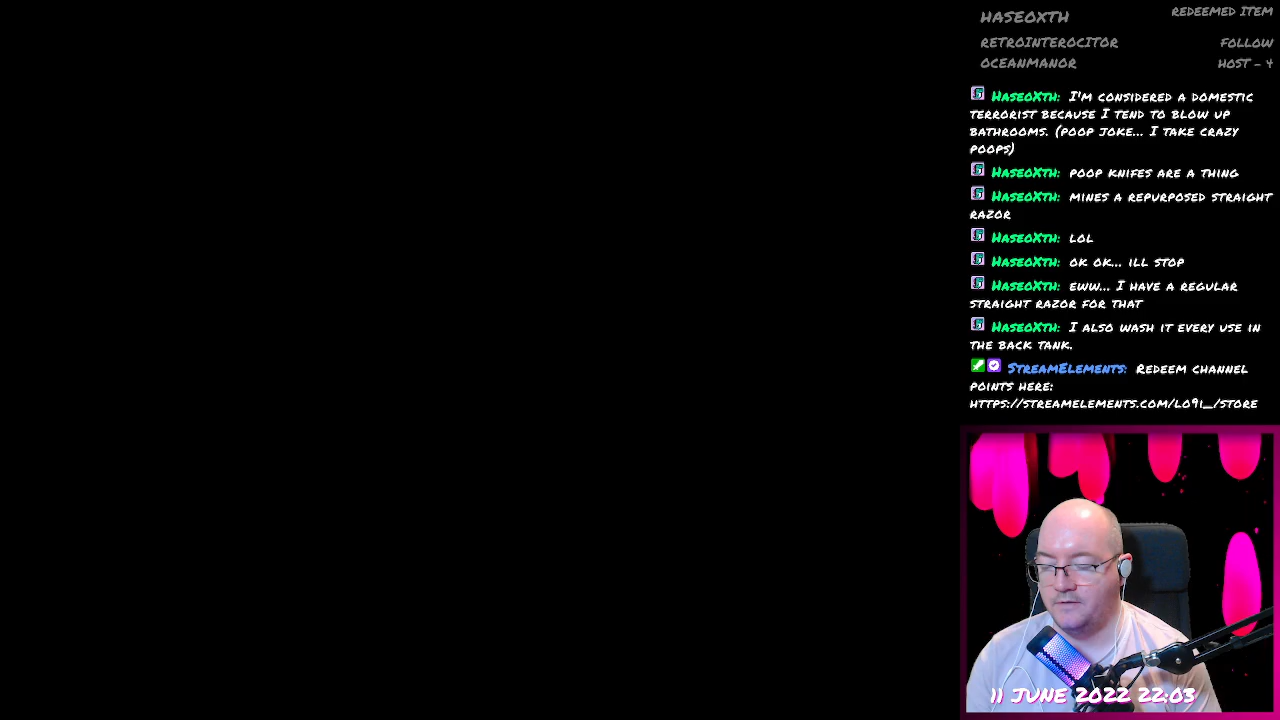 HASEOXTH REDEEMED ITEM
RETROINTEROCITOR FOLLOW
OCEANMANOR HOST - 4
HASEOXTH: I'M CONSIDERED A DOMESTIC
TERRORIST BECAUSE I TEND TO BLOW UP
BATHROOMS. (POOP JOKE... I TAKE CRAZY
POOPS)
HASEOXTH: POOP KNIFES ARE A THING
HASEOXTH: MINES A REPURPOSED STRAIGHT
RAZOR
HASEOXTH: LOL
HASEOXTH: OK OK... ILL STOP
HASEOXTH: EWW... I HAVE A REGULAR
STRAIGHT RAZOR FOR THAT
HASEOXTH: I ALSO WASH IT EVERY USE IN
THE BACK TANK.
STREAMELEMENTS: REDEEM CHANNEL
POINTS HERE:
HTTPS://STREAMELEMENTS.COM/LO91_/STORE
11 JUNE 2022 22:03